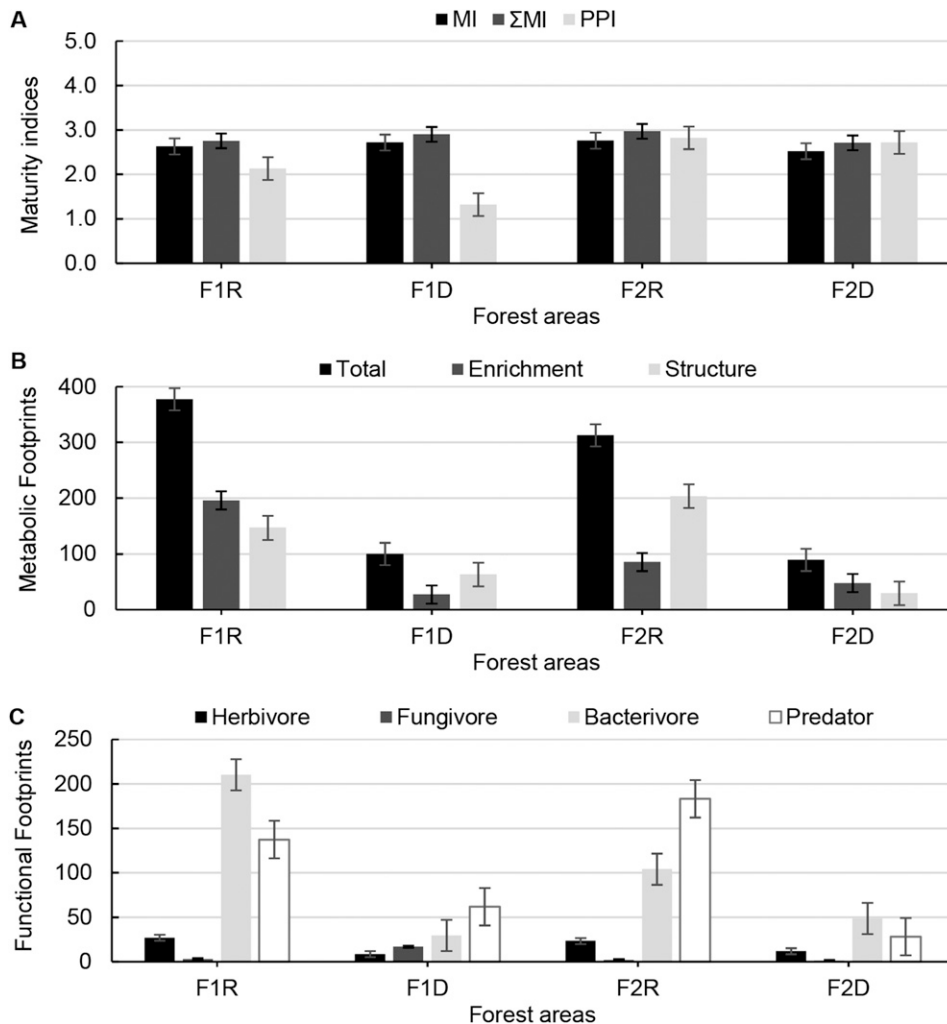 A
MI ΣMI PPI
5.0
4.0
3.0
2.0
1.0
0.0
Maturity indices
F1R F1D F2R F2D
Forest areas
B
Total Enrichment Structure
400
300
200
100
0
Metabolic Footprints
F1R F1D F2R F2D
Forest areas
C
Herbivore Fungivore Bacterivore Predator
250
200
150
100
50
0
Functional Footprints
F1R F1D F2R F2D
Forest areas